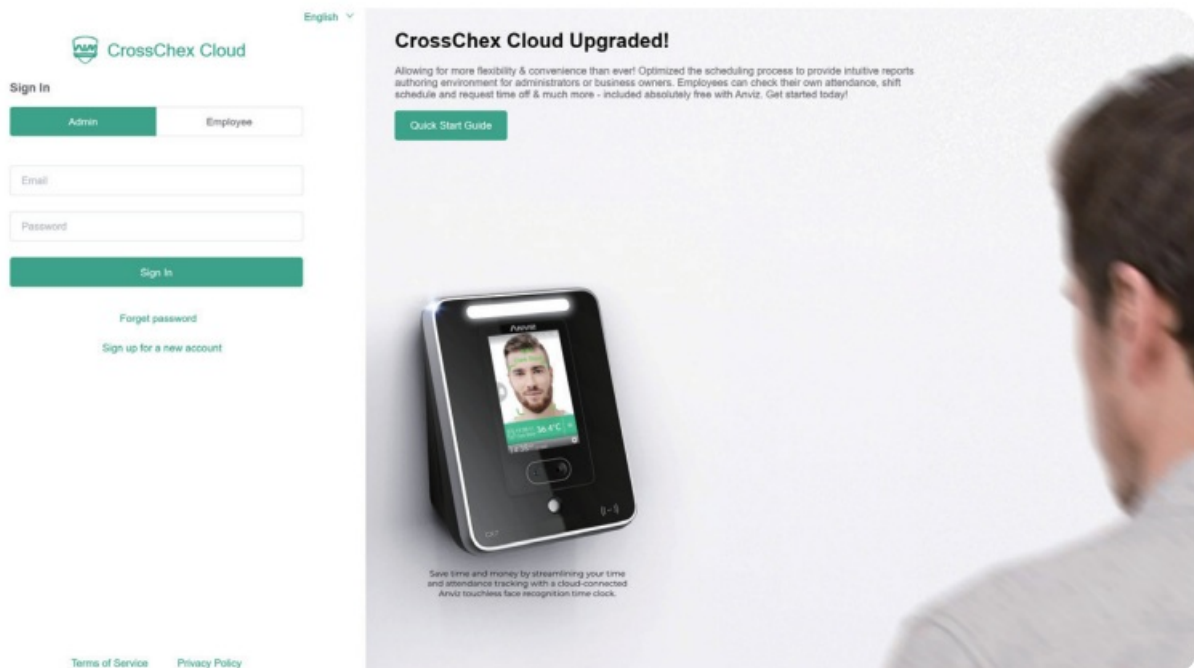 English
CrossChex Cloud
Sign In
Admin
Employee
Email
Password
Sign In
Forget password
Sign up for a new account
Terms of Service
Privacy Policy
CrossChex Cloud Upgraded!
Allowing for more flexibility & convenience than ever! Optimized the scheduling process to provide intuitive reports
authoring environment for administrators or business owners. Employees can check their own attendance, shift
schedule and request time off & much more - included absolutely free with Anviz. Get started today!
Quick Start Guide
Anviz
36.4°C
Save time and money by streamlining your time
and attendance tracking with a cloud-connected
Anviz touchless face recognition time clock.